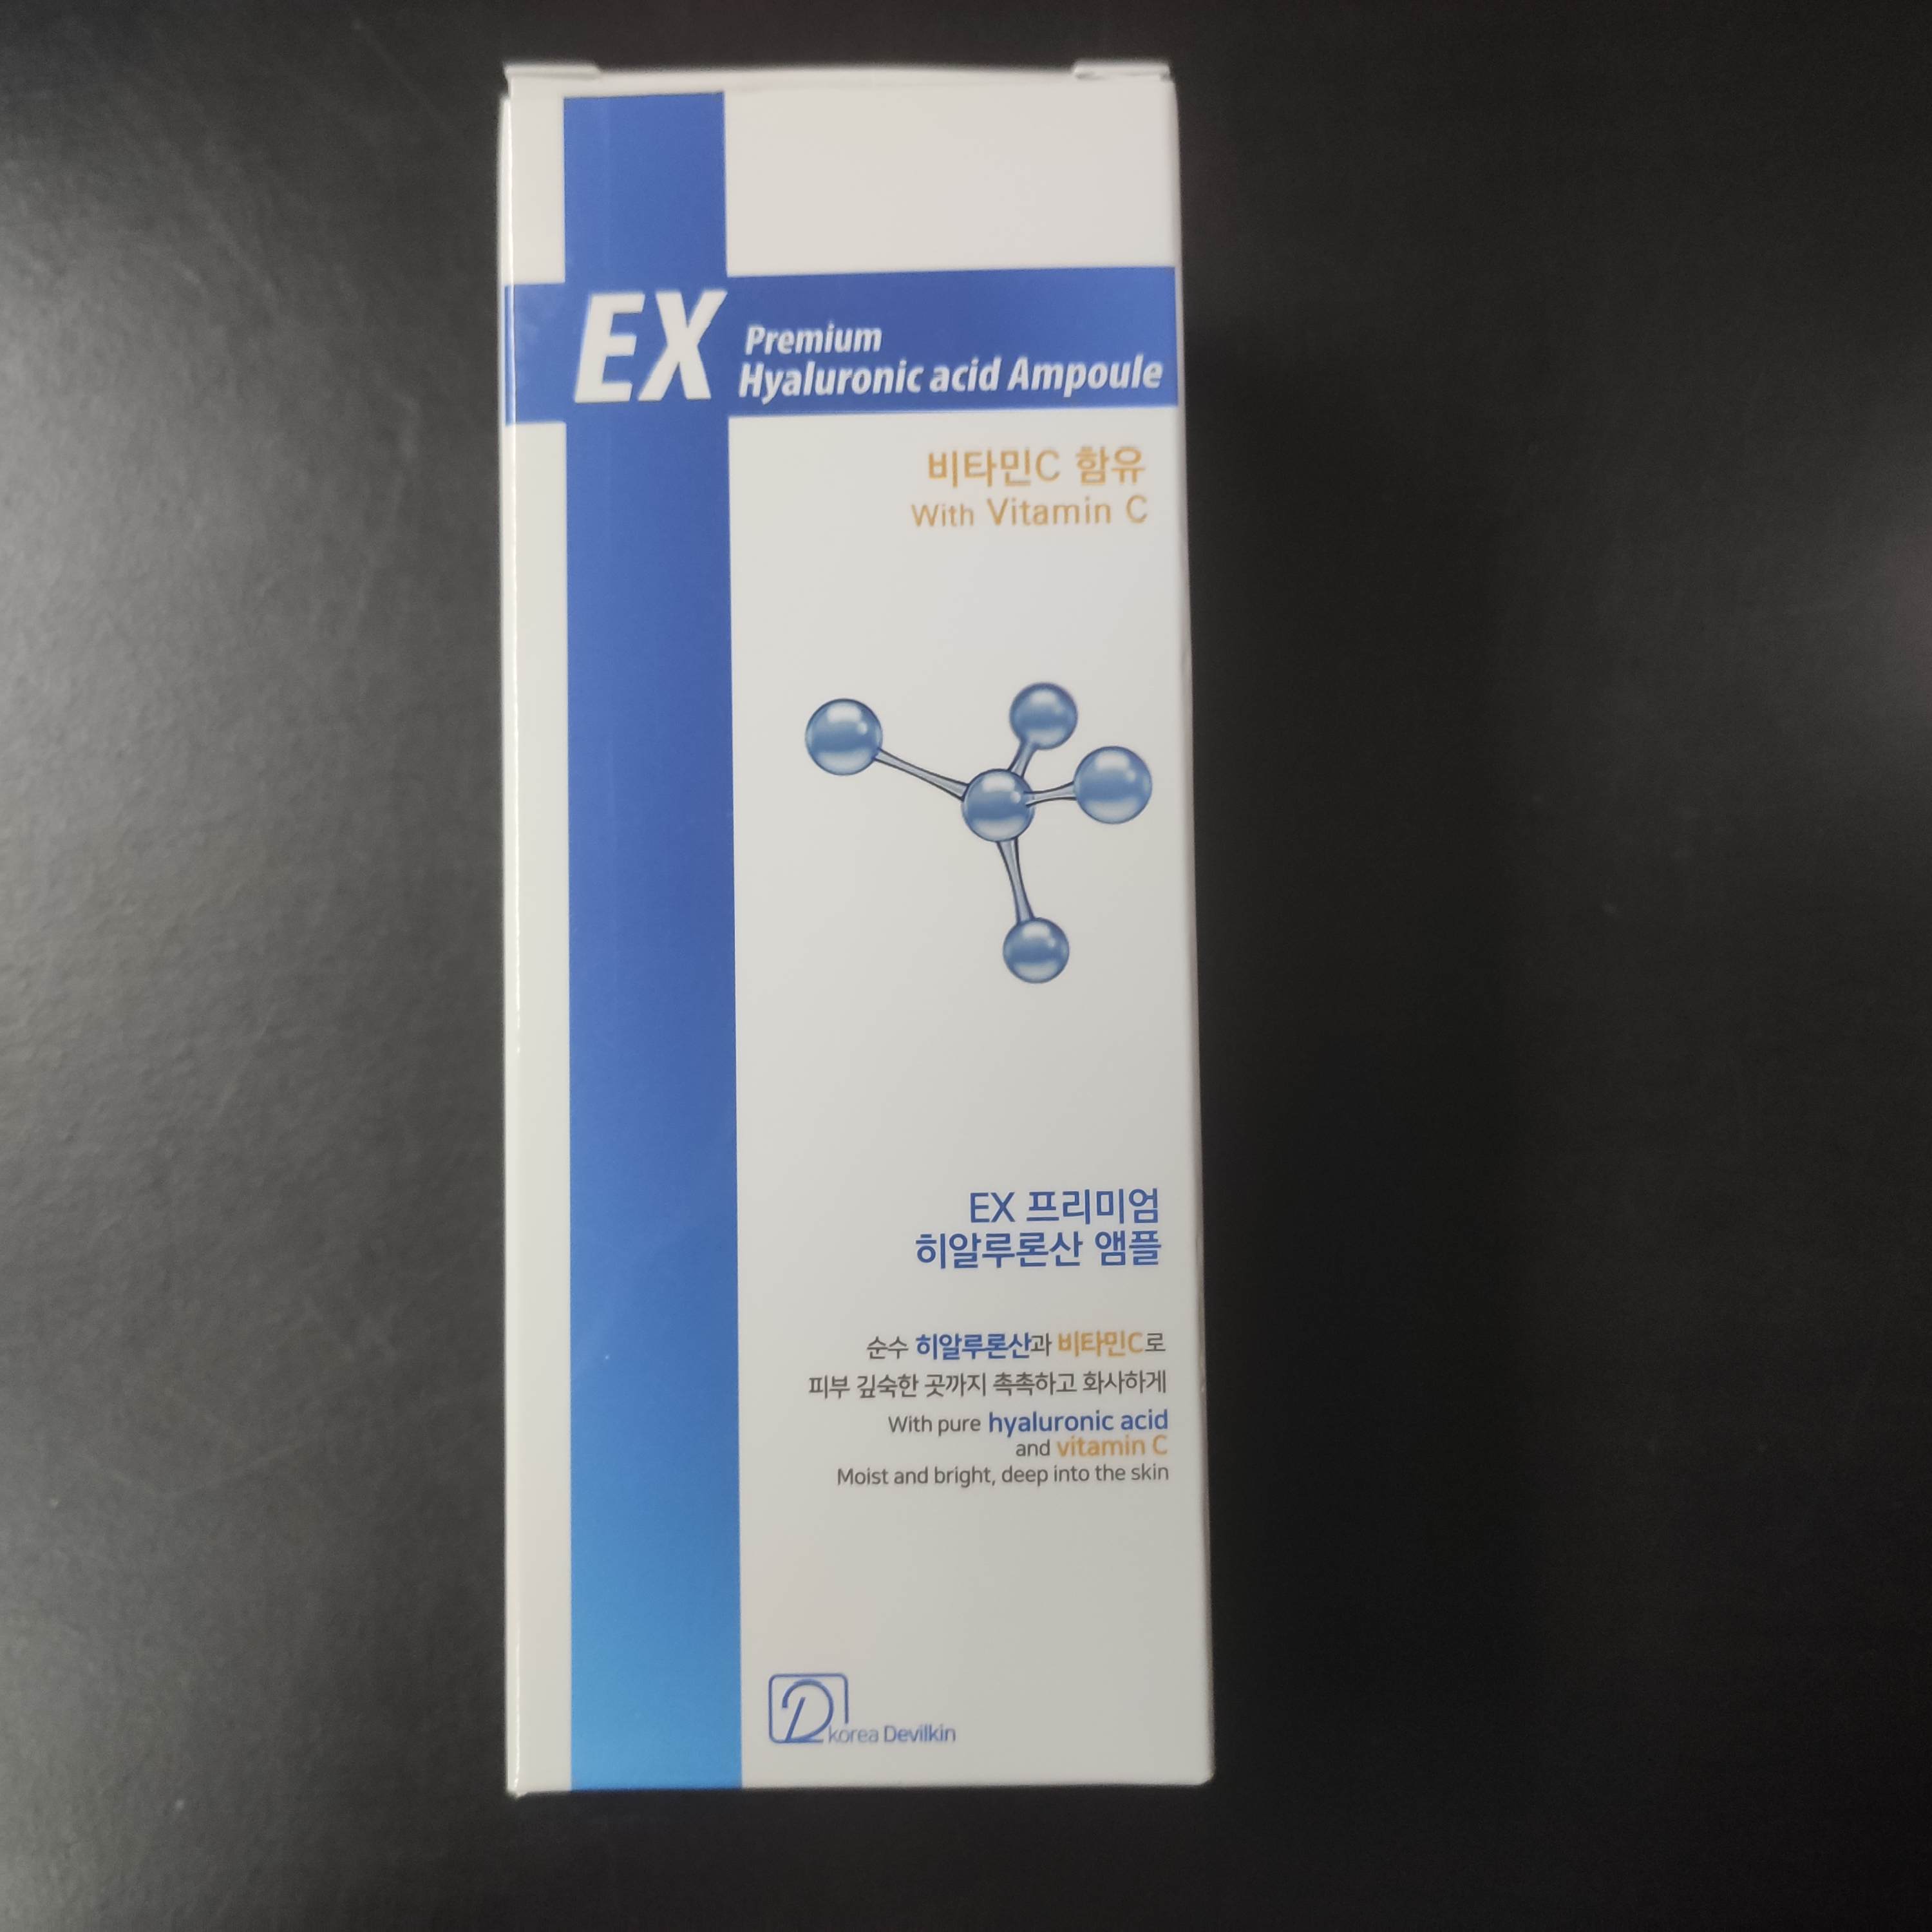 EX
Premium
Hyaluronic acid Ampoule
비타민C 함유
With Vitamin C
EX 프리미엄
히알루론산 앰플
순수 히알루론산과 비타민C로
피부 깊숙한 곳까지 촉촉하고 화사하게
With pure hyaluronic acid
and vitamin C
Moist and bright, deep into the skin
D korea Devilkin